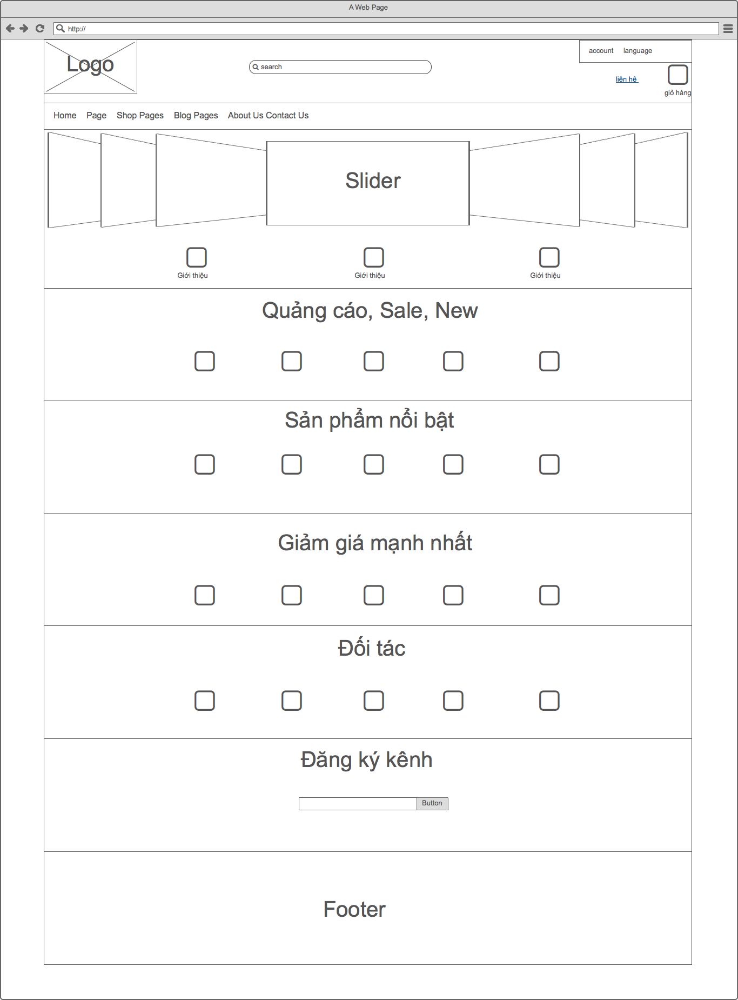 A Web Page
http://
Logo
search
account language
liên hệ
giỏ hàng
Home Page Shop Pages Blog Pages About Us Contact Us
Slider
Giới thiệu Giới thiệu Giới thiệu
Quảng cáo, Sale, New
Sản phẩm nổi bật
Giảm giá mạnh nhất
Đối tác
Đăng ký kênh
Button
Footer